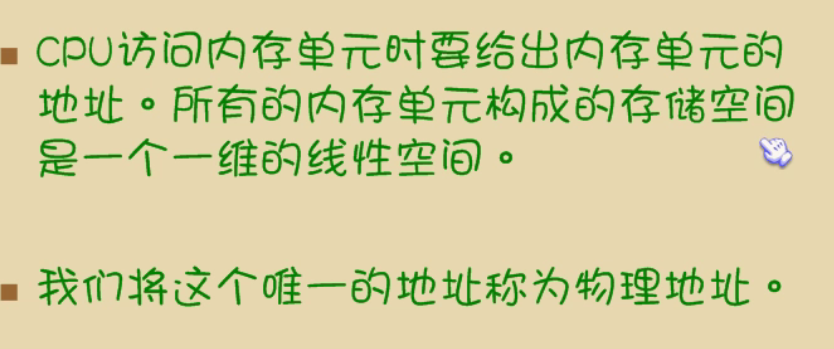 CPU访问内存单元时要给出内存单元的
地址。所有的内存单元构成的存储空间
是一个一维的线性空间。
我们将这个唯一的地址称为物理地址。